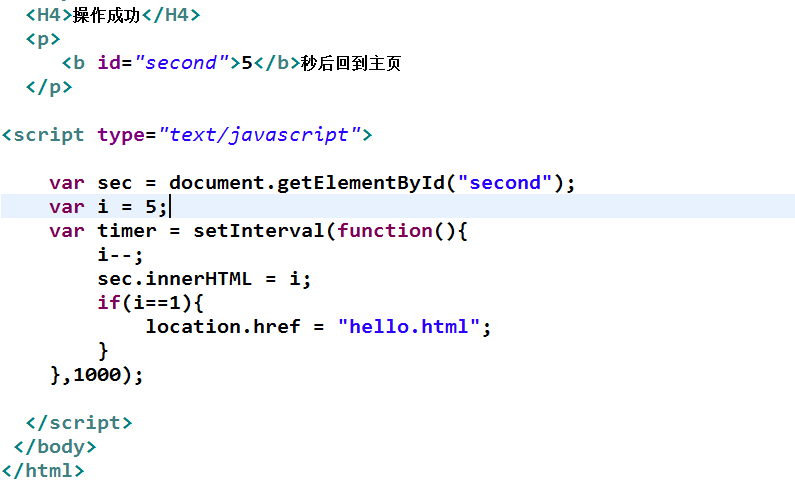 <H4>操作成功</H4>
<p>
<b id="second">5</b>秒后回到主页
</p>
<script type="text/javascript">
var sec = document.getElementById("second");
var i = 5;
var timer = setInterval(function(){
i--;
sec.innerHTML = i;
if(i==1){
location.href = "hello.html";
}
},1000);
</script>
</body>
</html>